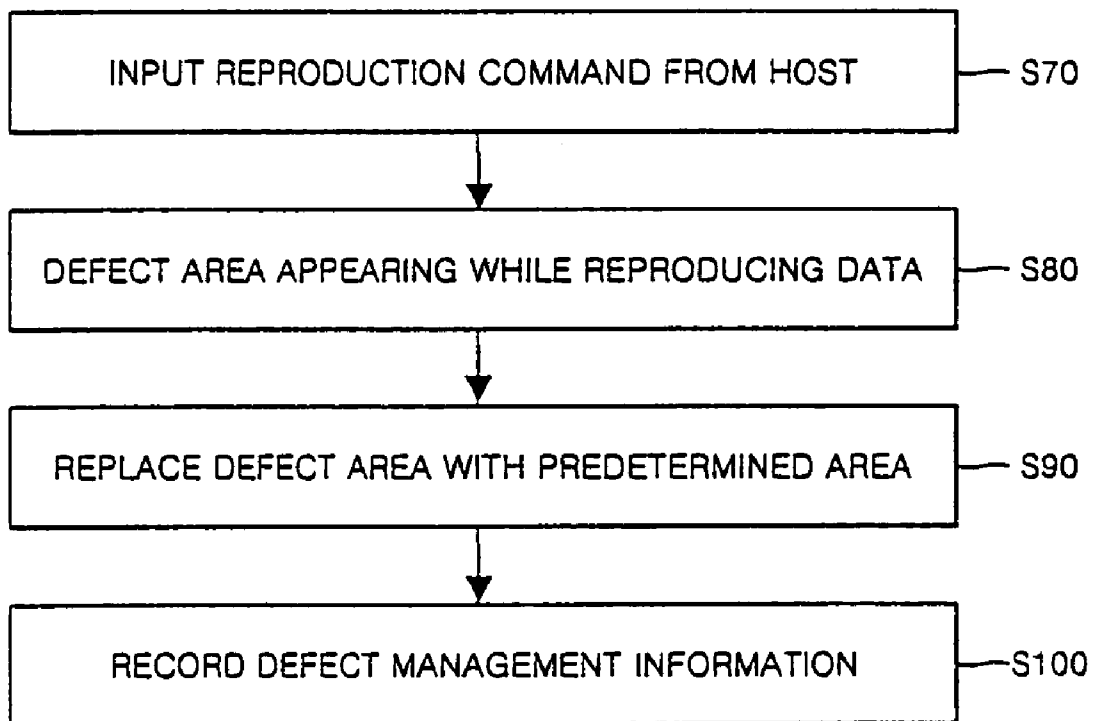 INPUT REPRODUCTION COMMAND FROM HOST S70
DEFECT AREA APPEARING WHILE REPRODUCING DATA S80
REPLACE DEFECT AREA WITH PREDETERMINED AREA S90
RECORD DEFECT MANAGEMENT INFORMATION S100